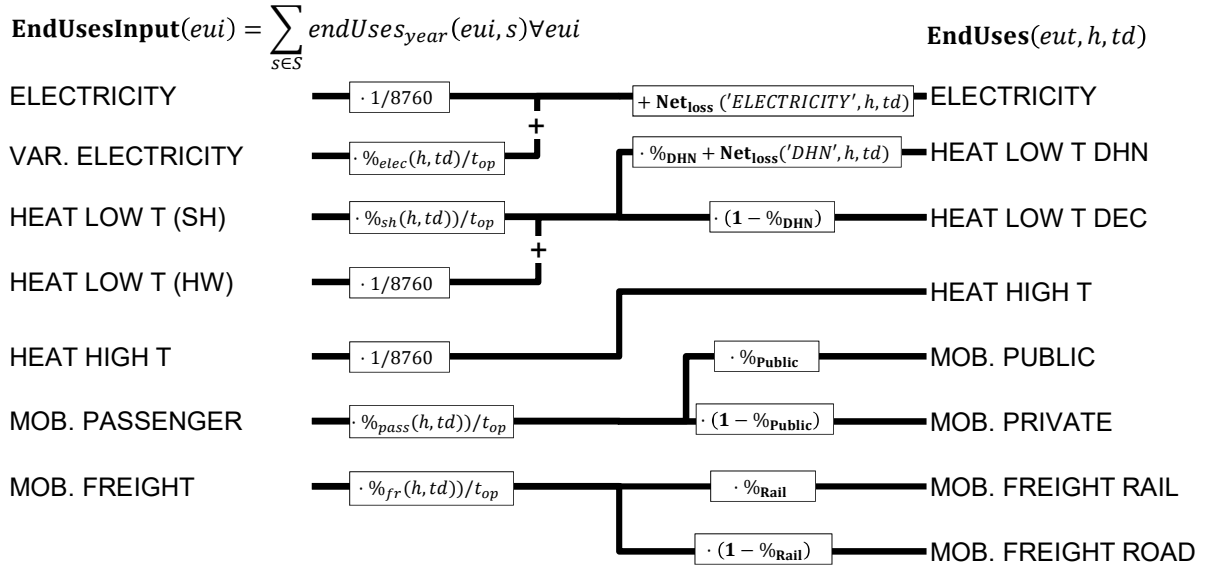 EndUsesInput(eui) = ∑ s∈S endUses_year(eui, s)∀eui
EndUses(eut, h, td)
ELECTRICITY · 1/8760 + Net_loss ('ELECTRICITY', h, td) ELECTRICITY
+
VAR. ELECTRICITY · %_elec(h, td)/t_op · %_DHN + Net_loss('DHN', h, td) HEAT LOW T DHN
HEAT LOW T (SH) · %_sh(h, td))/t_op · (1 − %_DHN) HEAT LOW T DEC
+
HEAT LOW T (HW) · 1/8760 HEAT HIGH T
HEAT HIGH T · 1/8760 · %_Public MOB. PUBLIC
MOB. PASSENGER · %_pass(h, td))/t_op · (1 − %_Public) MOB. PRIVATE
MOB. FREIGHT · %_fr(h, td))/t_op · %_Rail MOB. FREIGHT RAIL
· (1 − %_Rail) MOB. FREIGHT ROAD